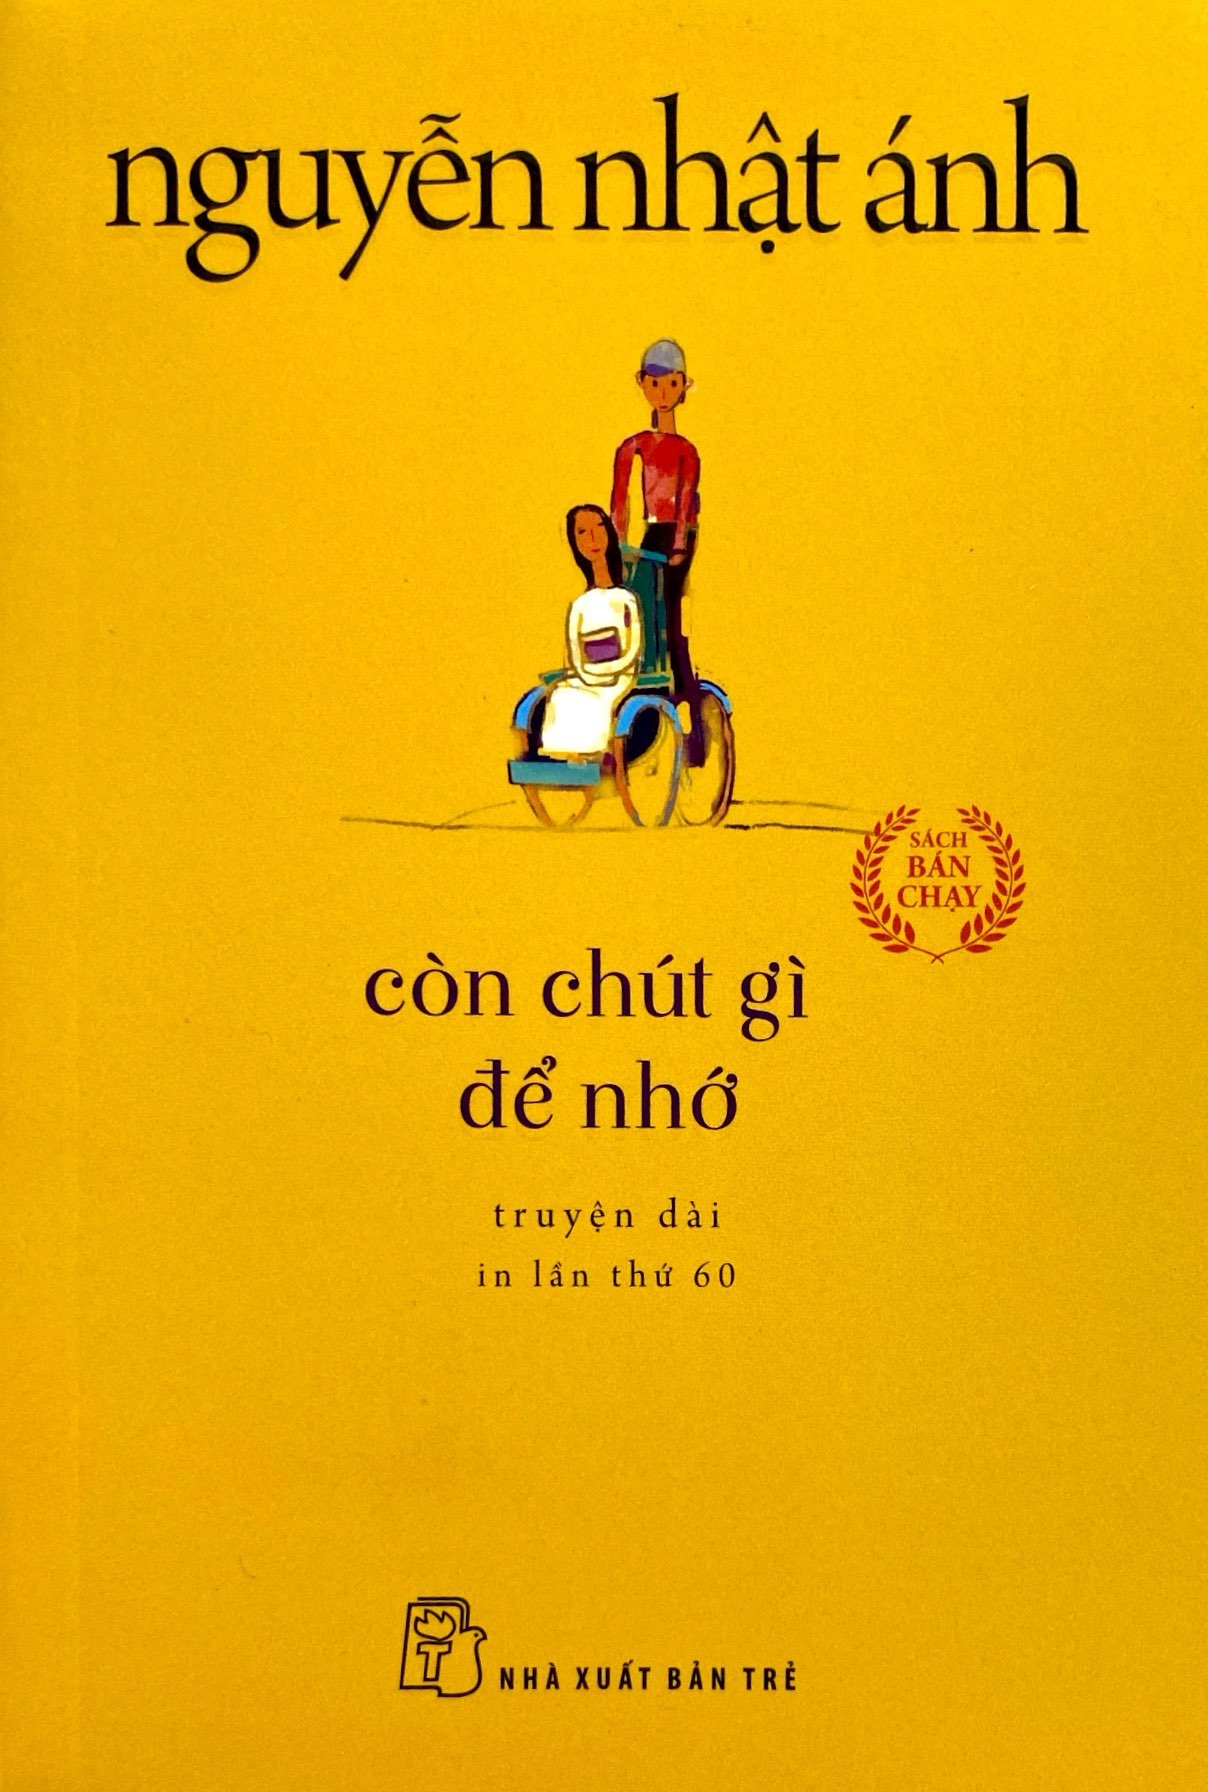 nguyễn nhật ánh
SÁCH
BÁN
CHẠY
còn chút gì
để nhớ
truyện dài
in lần thứ 60
T
NHÀ XUẤT BẢN TRẺ